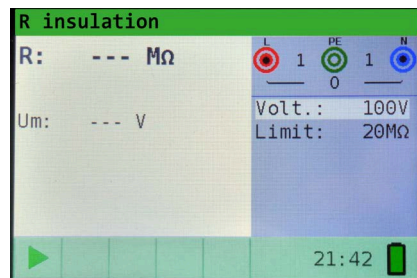 R insulation
R: --- MΩ
L PE N
1 1
0
Um: --- V
Volt.: 100V
Limit: 20MΩ
21:42